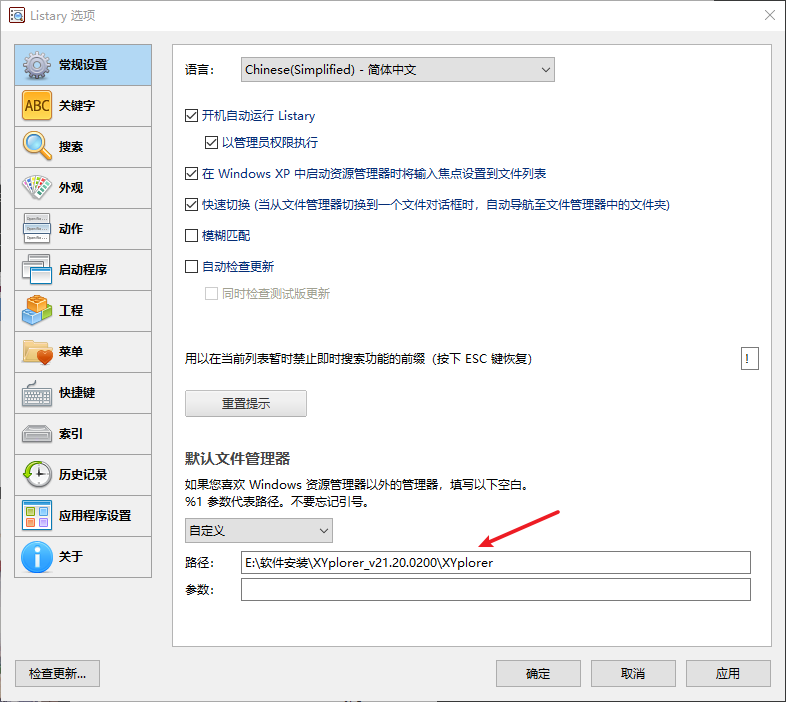 Listary 选项
常规设置
关键字
搜索
外观
动作
启动程序
工程
菜单
快捷键
索引
历史记录
应用程序设置
关于
语言：
Chinese(Simplified) - 简体中文
开机自动运行 Listary
以管理员权限执行
在 Windows XP 中启动资源管理器时将输入焦点设置到文件列表
快速切换 (当从文件管理器切换到一个文件对话框时，自动导航至文件管理器中的文件夹)
模糊匹配
自动检查更新
同时检查测试版更新
用以在当前列表暂时禁止即时搜索功能的前缀（按下 ESC 键恢复）
!
重置提示
默认文件管理器
如果您喜欢 Windows 资源管理器以外的管理器，填写以下空白。
%1 参数代表路径。不要忘记引号。
自定义
路径：
E:\软件安装\XYplorer_v21.20.0200\XYplorer
参数：
检查更新...
确定
取消
应用